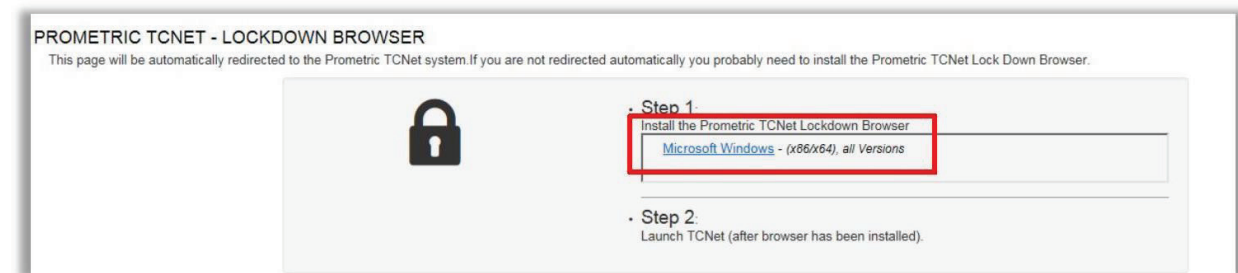 PROMETRIC TCNET - LOCKDOWN BROWSER
This page will be automatically redirected to the Prometric TCNet system.If you are not redirected automatically you probably need to install the Prometric TCNet Lock Down Browser.
• Step 1:
Install the Prometric TCNet Lockdown Browser
Microsoft Windows - (x86/x64), all Versions
• Step 2:
Launch TCNet (after browser has been installed).